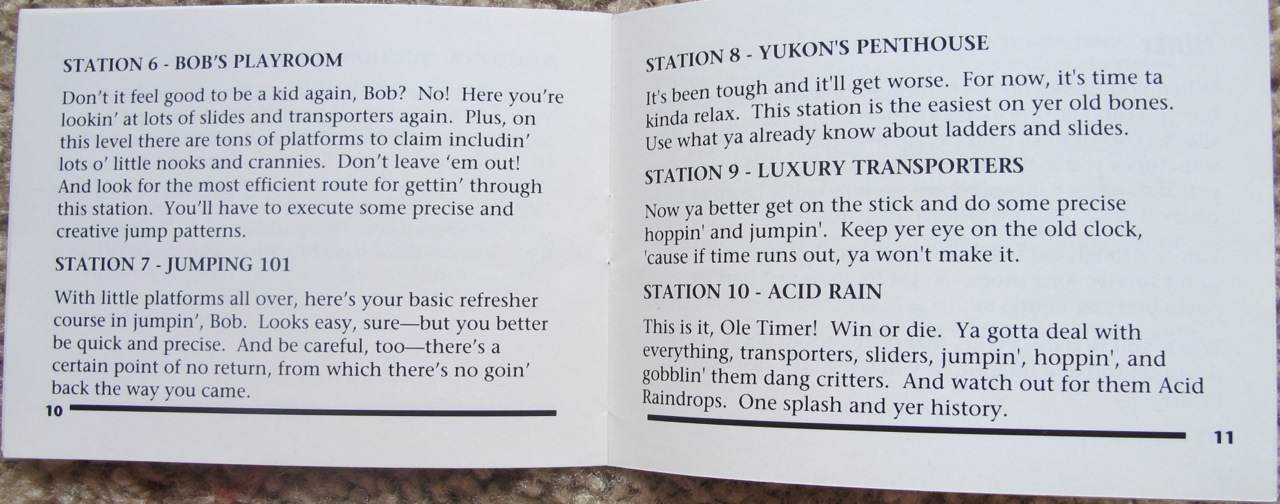 STATION 6 - BOB'S PLAYROOM
Don't it feel good to be a kid again, Bob? No! Here you're
lookin' at lots of slides and transporters again. Plus, on
this level there are tons of platforms to claim includin'
lots o' little nooks and crannies. Don't leave 'em out!
And look for the most efficient route for gettin' through
this station. You'll have to execute some precise and
creative jump patterns.
STATION 7 - JUMPING 101
With little platforms all over, here's your basic refresher
course in jumpin', Bob. Looks easy, sure—but you better
be quick and precise. And be careful, too—there's a
certain point of no return, from which there's no goin'
back the way you came.
10
STATION 8 - YUKON'S PENTHOUSE
It's been tough and it'll get worse. For now, it's time ta
kinda relax. This station is the easiest on yer old bones.
Use what ya already know about ladders and slides.
STATION 9 - LUXURY TRANSPORTERS
Now ya better get on the stick and do some precise
hoppin' and jumpin'. Keep yer eye on the old clock,
'cause if time runs out, ya won't make it.
STATION 10 - ACID RAIN
This is it, Ole Timer! Win or die. Ya gotta deal with
everything, transporters, sliders, jumpin', hoppin', and
gobblin' them dang critters. And watch out for them Acid
Raindrops. One splash and yer history.
11